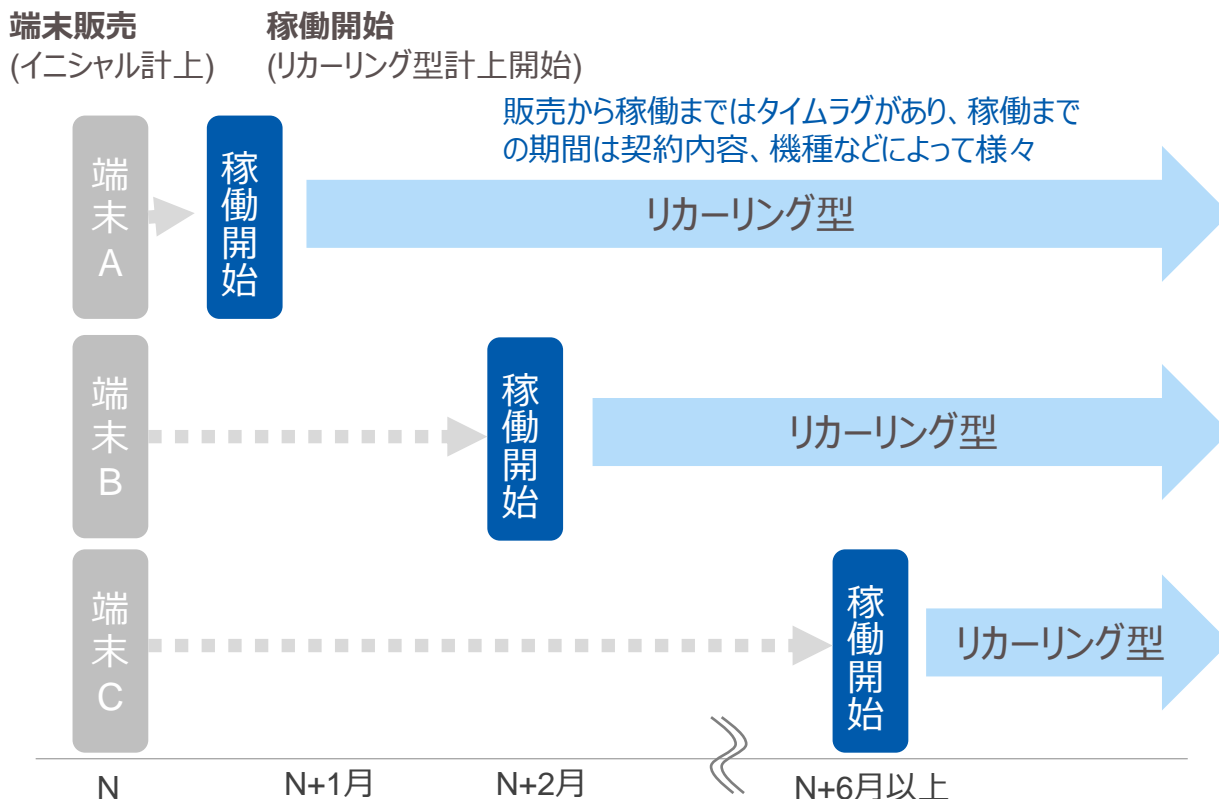 端末販売
(イニシャル計上)
稼働開始
(リカーリング型計上開始)
販売から稼働まではタイムラグがあり、稼働まで
の期間は契約内容、機種などによって様々
端末A
稼働開始
リカーリング型
端末B
稼働開始
リカーリング型
端末C
稼働開始
リカーリング型
N
N+1月
N+2月
N+6月以上